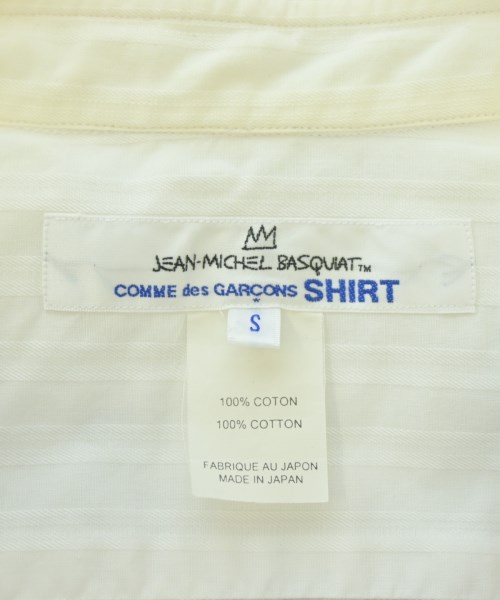 JEAN-MICHEL BASQUIAT™
COMME des GARÇONS SHIRT
S
100% COTON
100% COTTON
FABRIQUE AU JAPON
MADE IN JAPAN